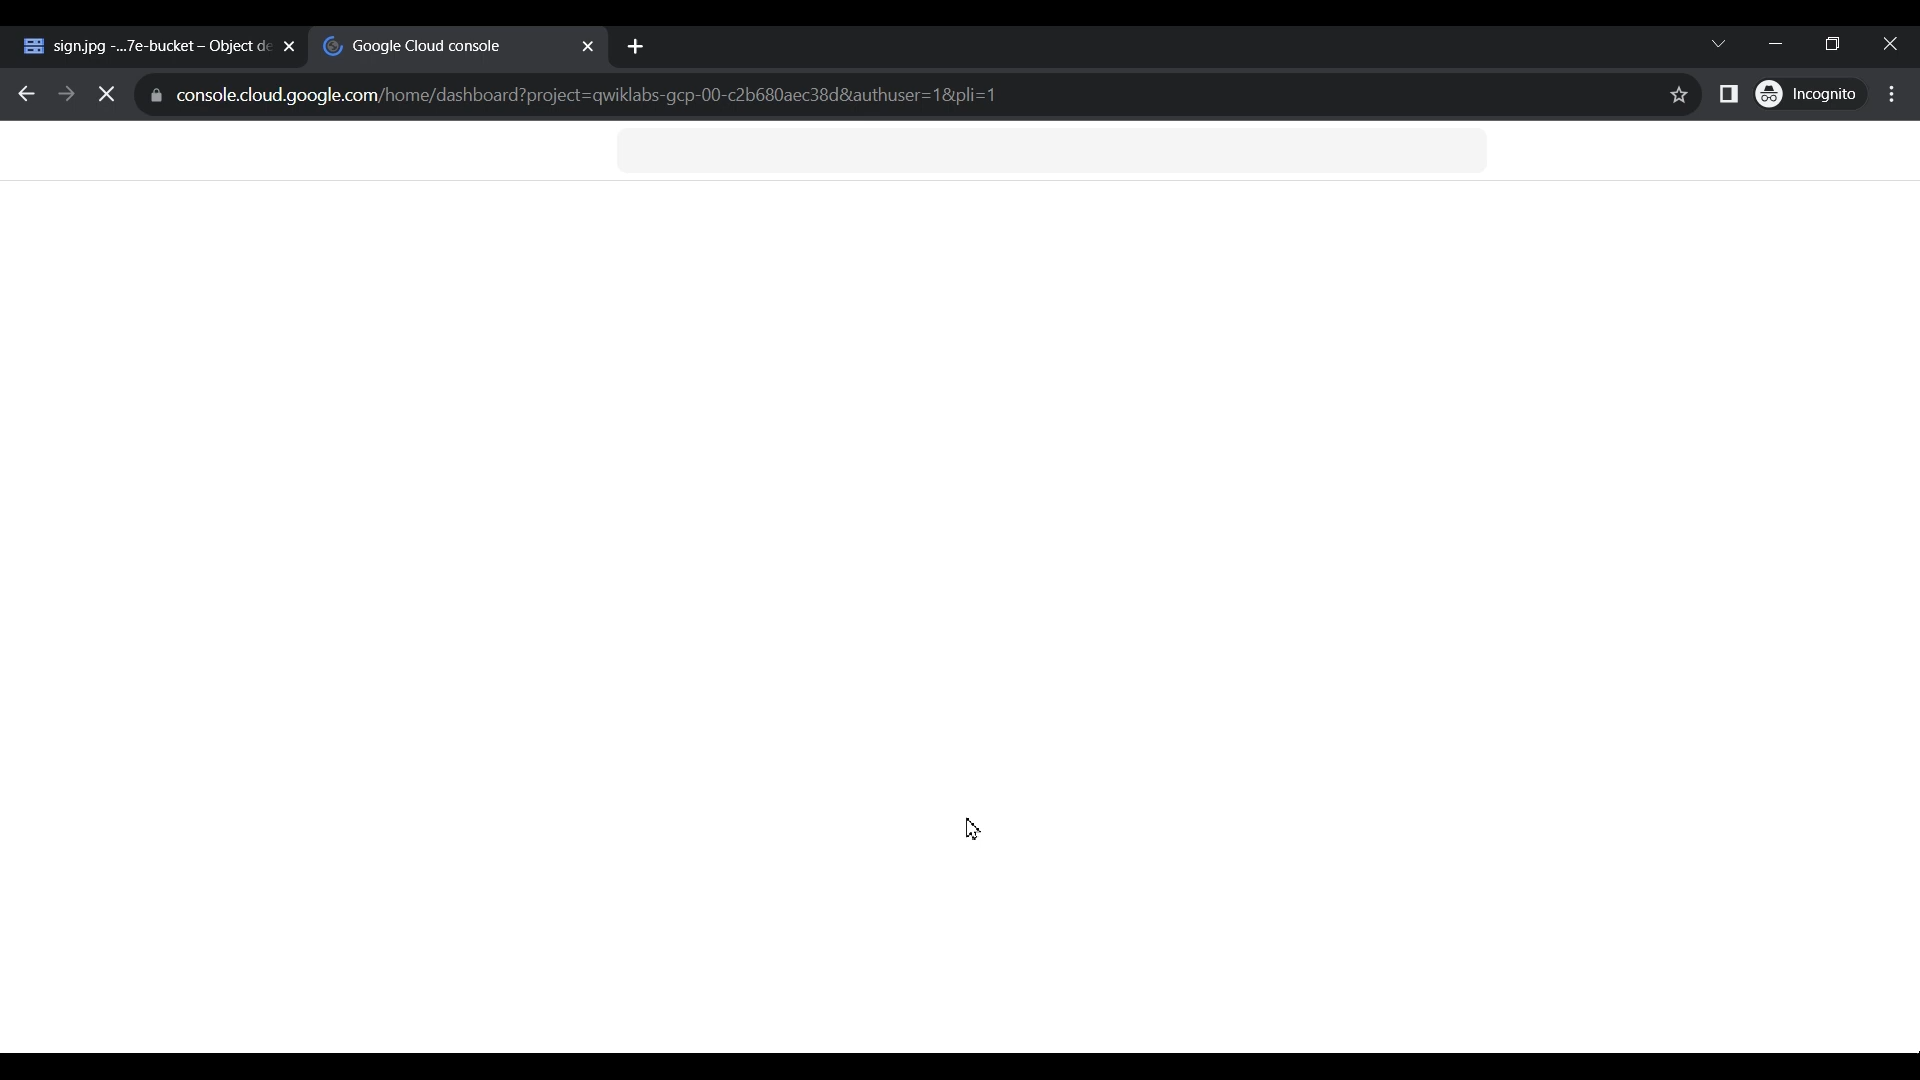 sign.jpg -...7e-bucket – Object de
Google Cloud console
console.cloud.google.com/home/dashboard?project=qwiklabs-gcp-00-c2b680aec38d&authuser=1&pli=1
Incognito